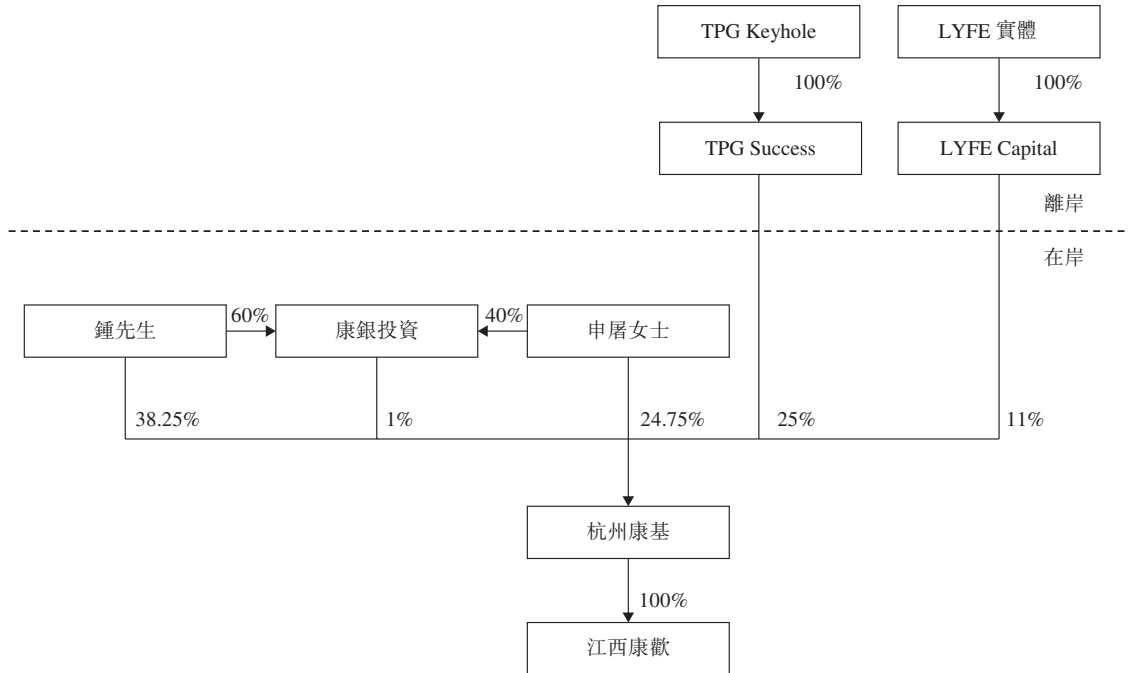 TPG Keyhole
LYFE 實體
100%
100%
TPG Success
LYFE Capital
離岸
在岸
鍾先生
60%
康銀投資
40%
申屠女士
38.25%
1%
24.75%
25%
11%
杭州康基
100%
江西康歡